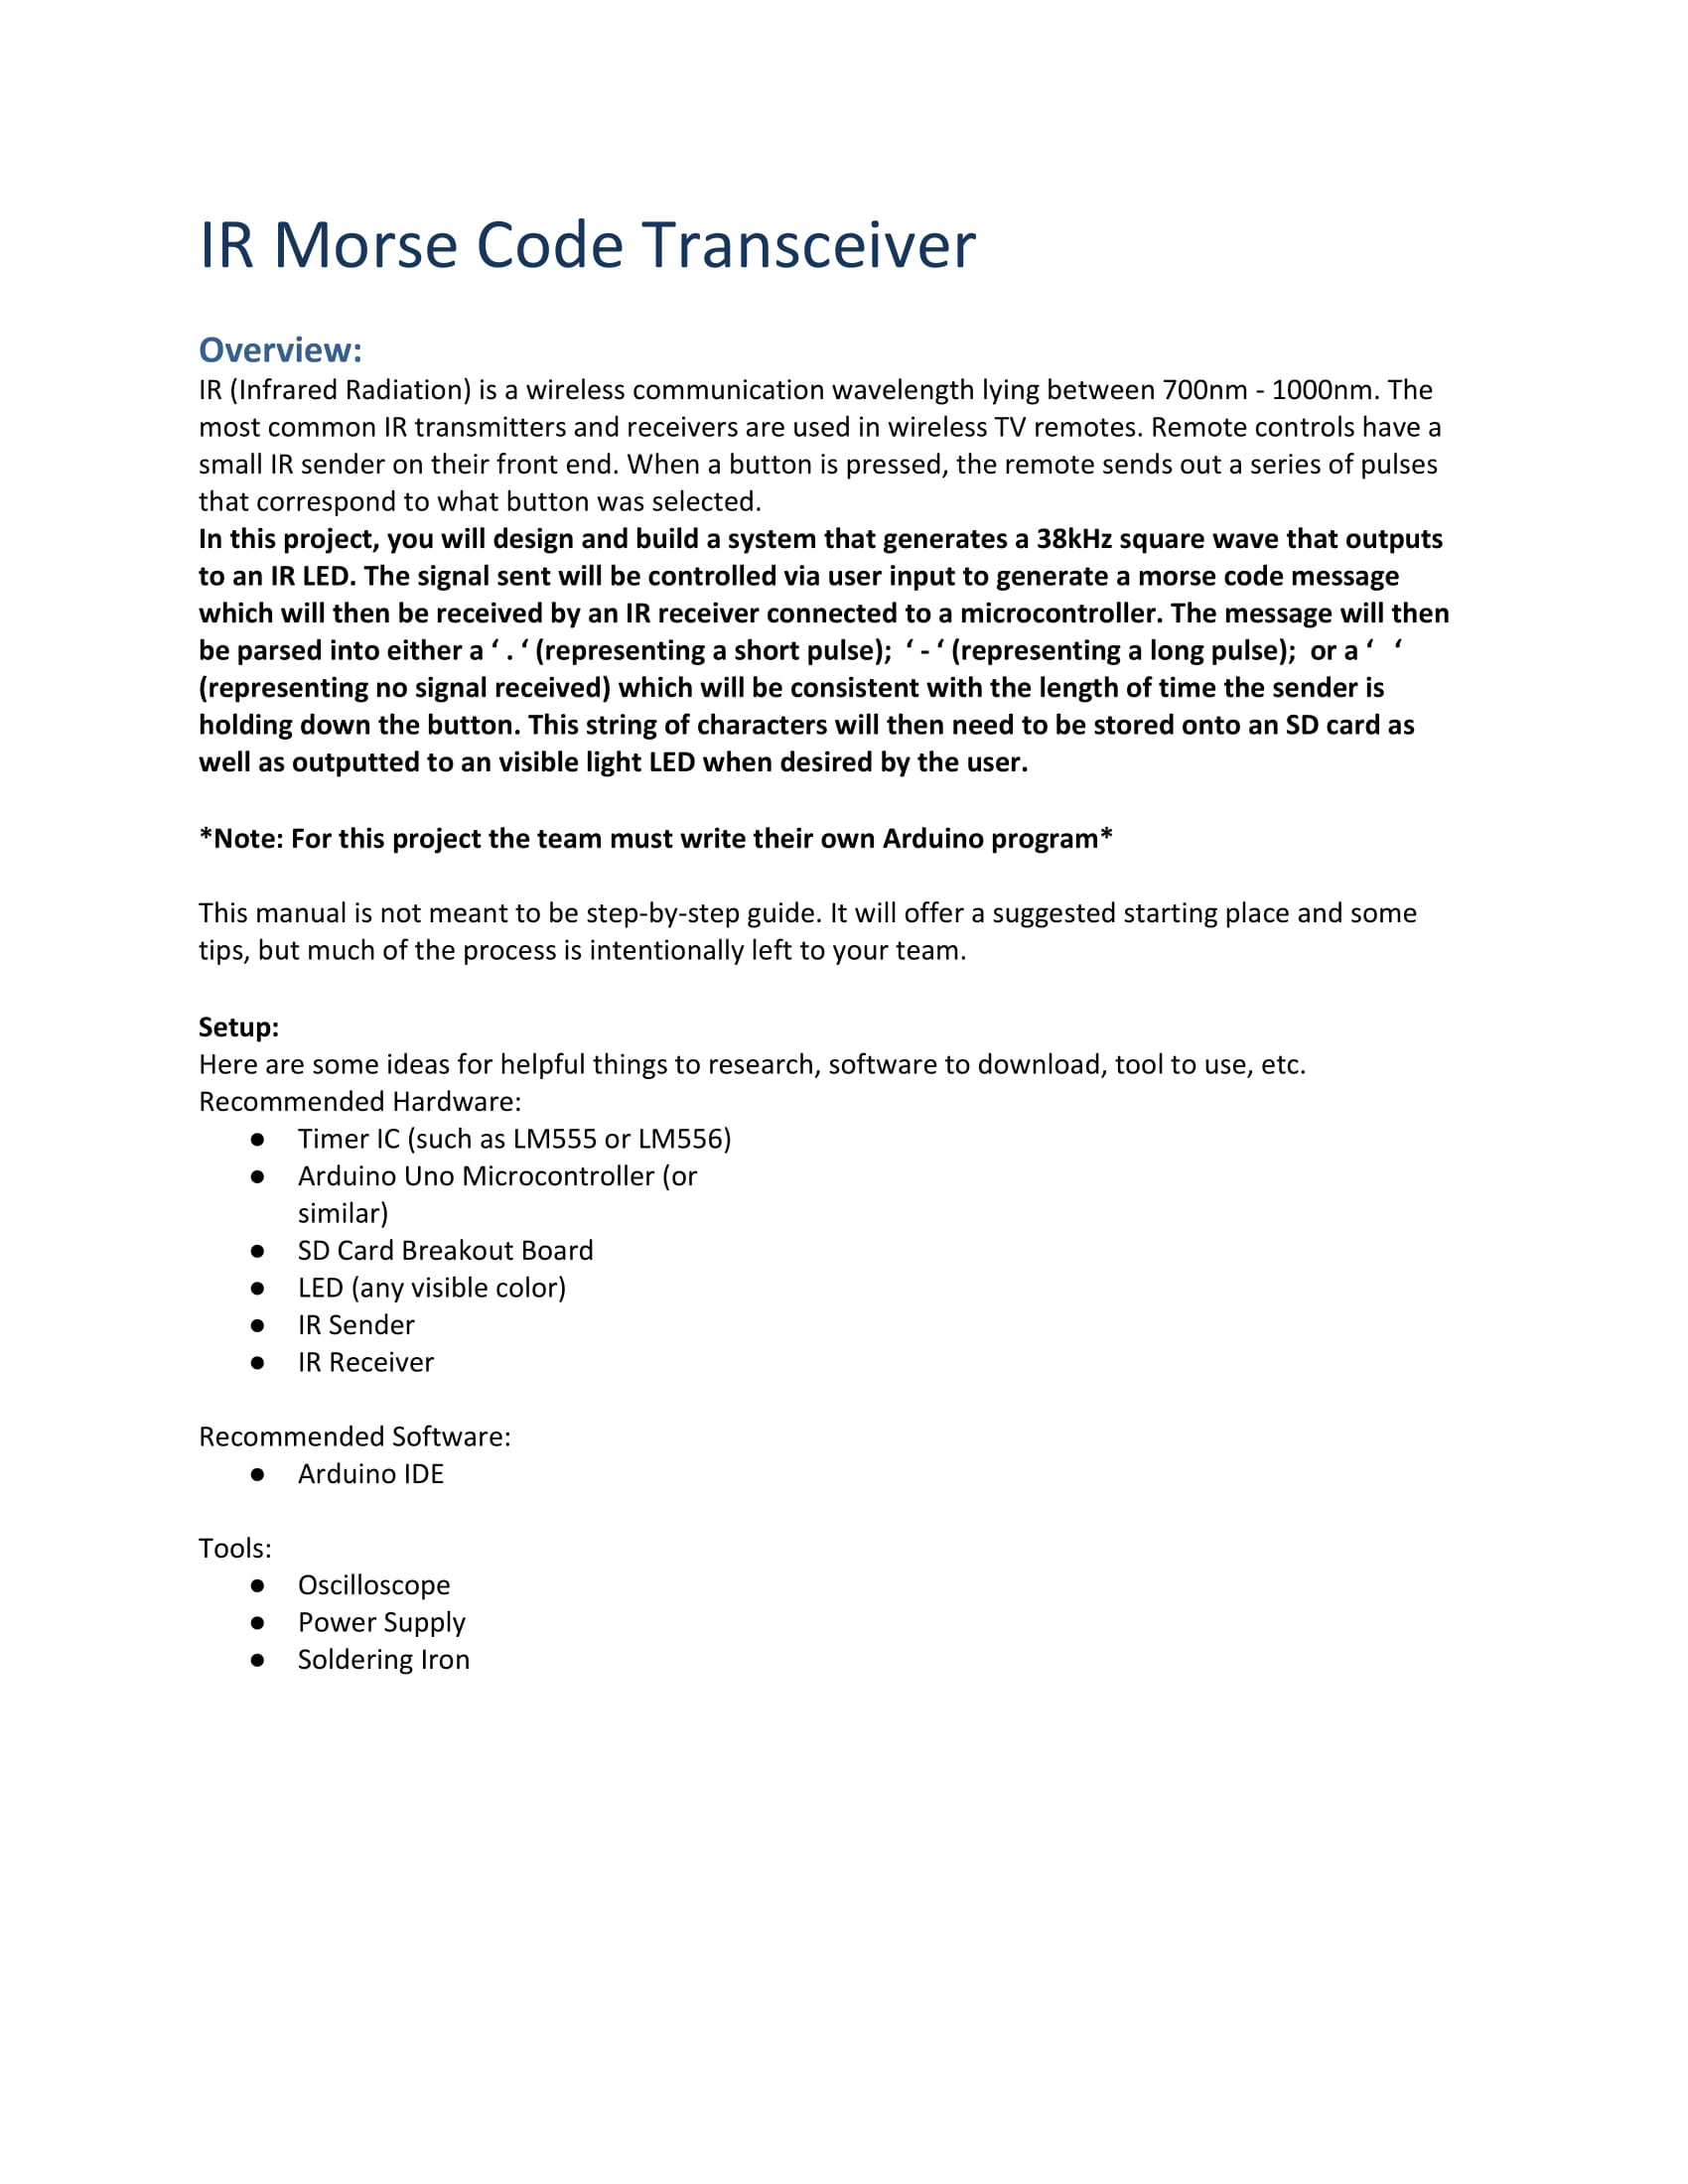 IR Morse Code Transceiver
Overview:
IR (Infrared Radiation) is a wireless communication wavelength lying between 700nm - 1000nm. The
most common IR transmitters and receivers are used in wireless TV remotes. Remote controls have a
small IR sender on their front end. When a button is pressed, the remote sends out a series of pulses
that correspond to what button was selected.
In this project, you will design and build a system that generates a 38kHz square wave that outputs
to an IR LED. The signal sent will be controlled via user input to generate a morse code message
which will then be received by an IR receiver connected to a microcontroller. The message will then
be parsed into either a ‘ . ‘ (representing a short pulse);  ‘ - ‘ (representing a long pulse);  or a ‘   ‘
(representing no signal received) which will be consistent with the length of time the sender is
holding down the button. This string of characters will then need to be stored onto an SD card as
well as outputted to an visible light LED when desired by the user.
*Note: For this project the team must write their own Arduino program*
This manual is not meant to be step-by-step guide. It will offer a suggested starting place and some
tips, but much of the process is intentionally left to your team.
Setup:
Here are some ideas for helpful things to research, software to download, tool to use, etc.
Recommended Hardware:
● Timer IC (such as LM555 or LM556)
● Arduino Uno Microcontroller (or
similar)
● SD Card Breakout Board
● LED (any visible color)
● IR Sender
● IR Receiver
Recommended Software:
● Arduino IDE
Tools:
● Oscilloscope
● Power Supply
● Soldering Iron